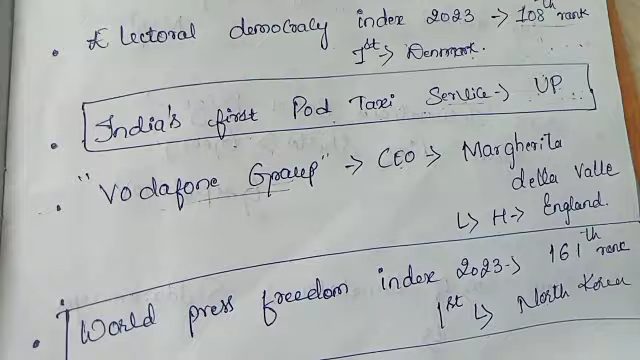 • Electoral democracy index 2023 → 108th rank
1st → Denmark.
• India's first Pod Taxi Service → UP
• "Vodafone Group" → CEO → Margherita
della Valle
↳ H → England.
• World press freedom index 2023 → 161th rank
1st ↳ North Korea